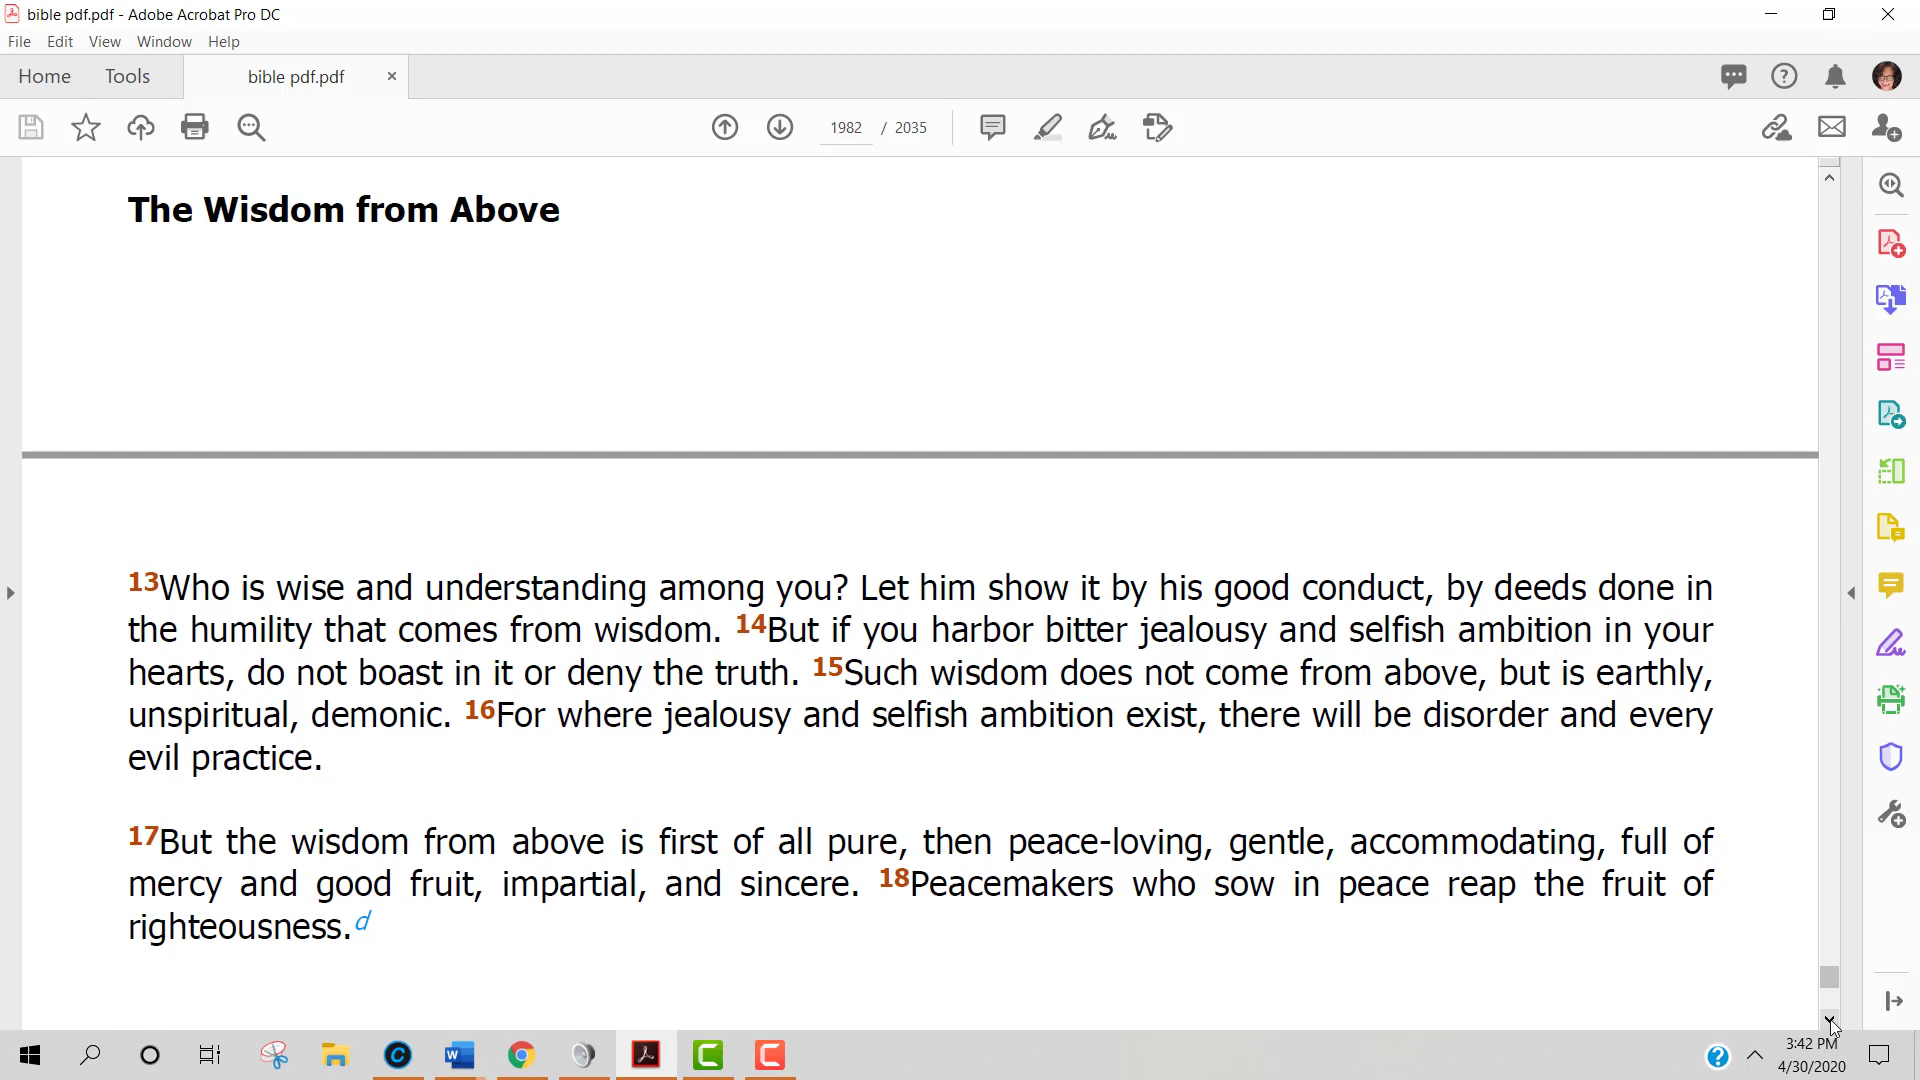 bible pdf.pdf - Adobe Acrobat Pro DC
File Edit View Window Help
Home Tools bible pdf.pdf ×
1982 / 2035
The Wisdom from Above
13Who is wise and understanding among you? Let him show it by his good conduct, by deeds done in
the humility that comes from wisdom. 14But if you harbor bitter jealousy and selfish ambition in your
hearts, do not boast in it or deny the truth. 15Such wisdom does not come from above, but is earthly,
unspiritual, demonic. 16For where jealousy and selfish ambition exist, there will be disorder and every
evil practice.
17But the wisdom from above is first of all pure, then peace-loving, gentle, accommodating, full of
mercy and good fruit, impartial, and sincere. 18Peacemakers who sow in peace reap the fruit of
righteousness.d
3:42 PM
4/30/2020